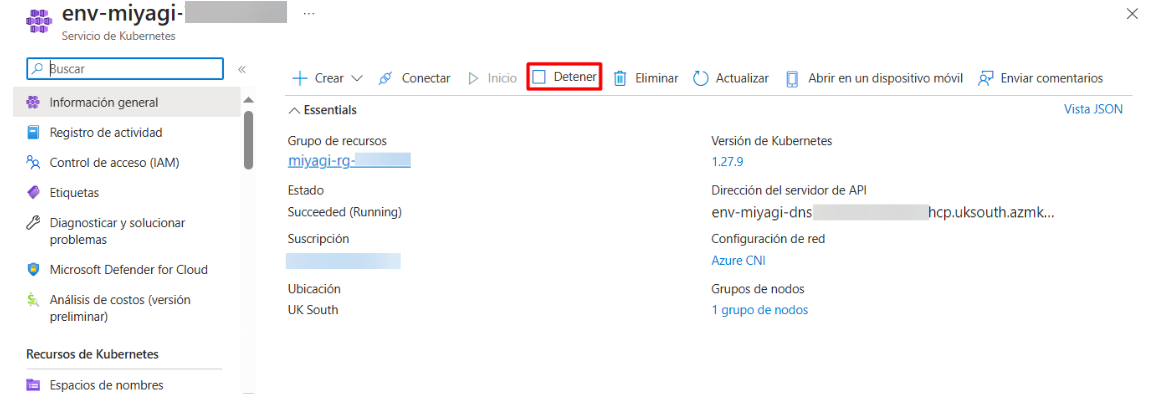 env-miyagi-
Servicio de Kubernetes
Buscar
Información general
Registro de actividad
Control de acceso (IAM)
Etiquetas
Diagnosticar y solucionar
problemas
Microsoft Defender for Cloud
Análisis de costos (versión
preliminar)
Recursos de Kubernetes
Espacios de nombres
Crear Conectar Inicio Detener Eliminar Actualizar Abrir en un dispositivo móvil Enviar comentarios
Essentials
Vista JSON
Grupo de recursos
miyagi-rg-
Estado
Succeeded (Running)
Suscripción
Ubicación
UK South
Versión de Kubernetes
1.27.9
Dirección del servidor de API
env-miyagi-dns hcp.uksouth.azmk...
Configuración de red
Azure CNI
Grupos de nodos
1 grupo de nodos